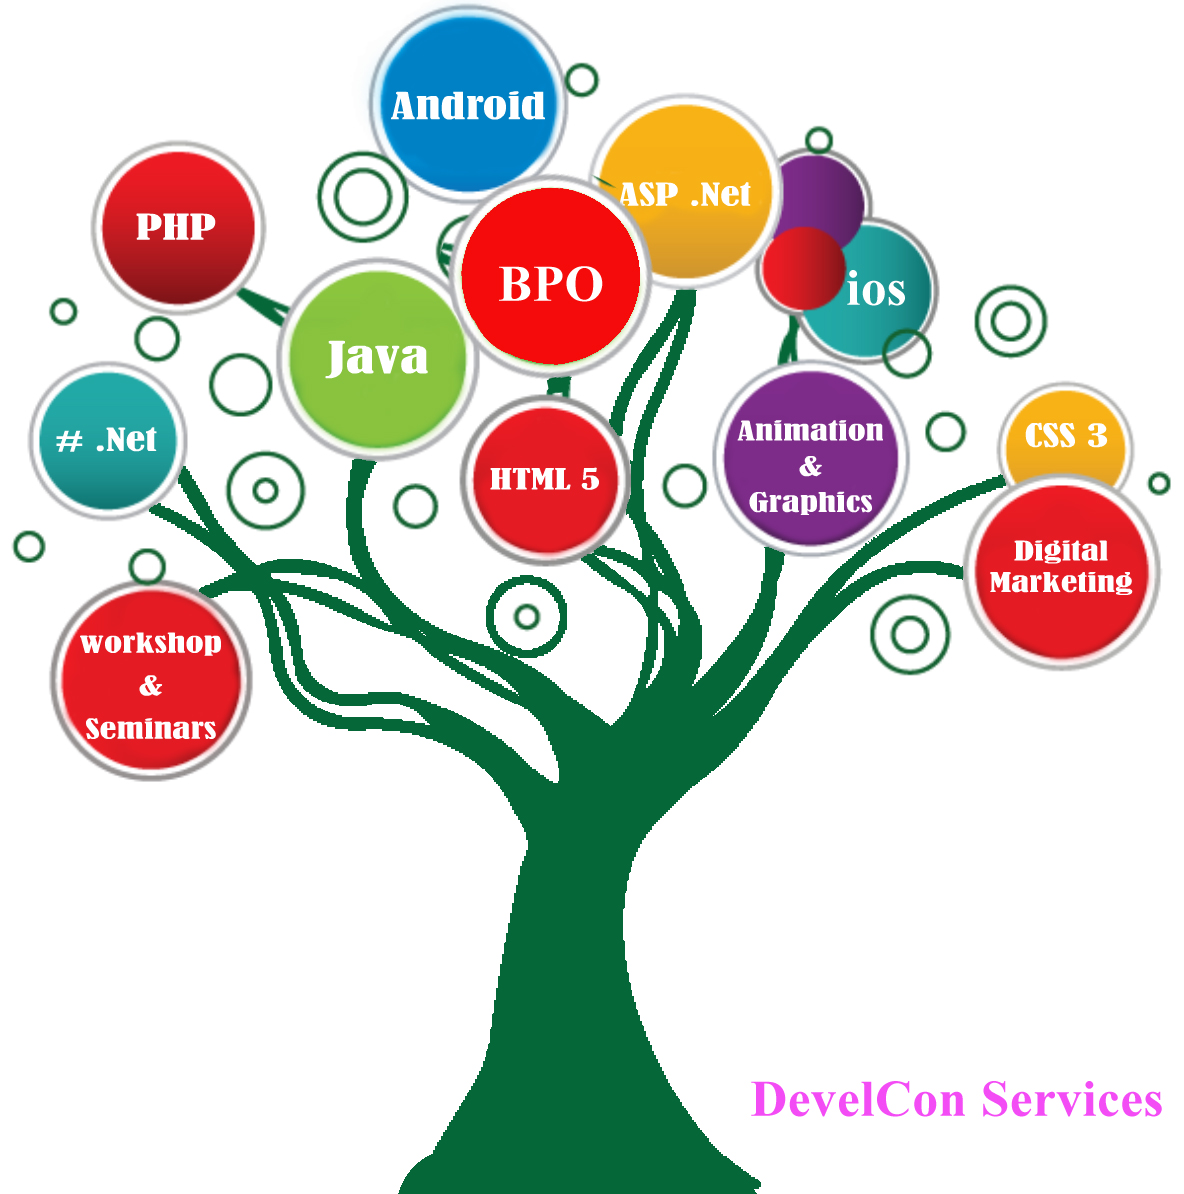 Android
ASP .Net
PHP
BPO
ios
Java
# .Net
HTML 5
Animation
&
Graphics
CSS 3
Digital
Marketing
workshop
&
Seminars
DevelCon Services